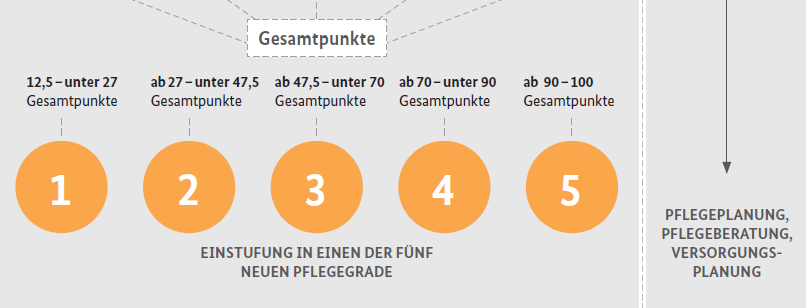 Gesamtpunkte
12,5 – unter 27
Gesamtpunkte
ab 27 – unter 47,5
Gesamtpunkte
ab 47,5 – unter 70
Gesamtpunkte
ab 70 – unter 90
Gesamtpunkte
ab 90 – 100
Gesamtpunkte
1
2
3
4
5
EINSTUFUNG IN EINEN DER FÜNF
NEUEN PFLEGEGRADE
PFLEGEPLANUNG,
PFLEGEBERATUNG,
VERSORGUNGS-
PLANUNG